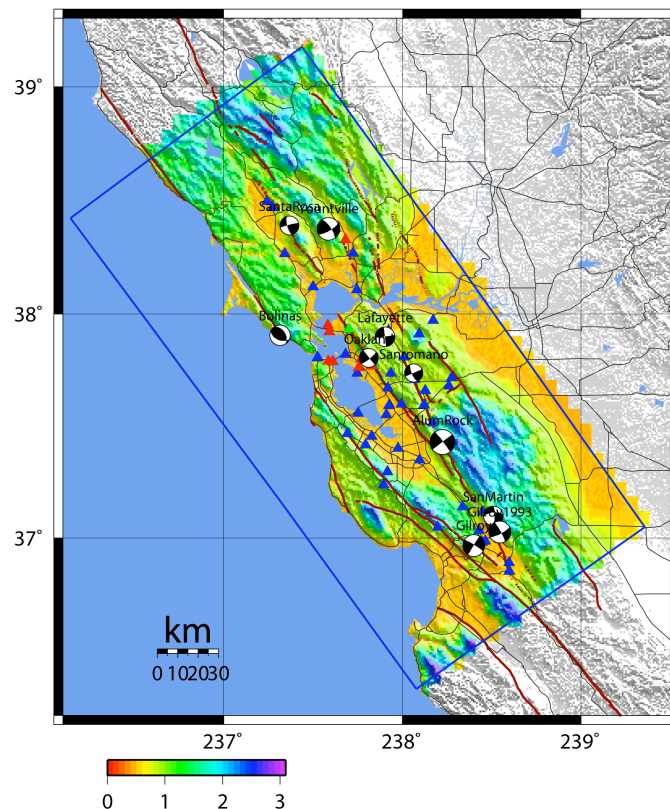 39°
SantaRosa
Yountville
38°
Bolinas
Lafayette
Oakland
Sanromano
AlumRock
SanMartin
Gilroy1993
37°
Gilroy
km
0 10 20 30
237° 238° 239°
0 1 2 3